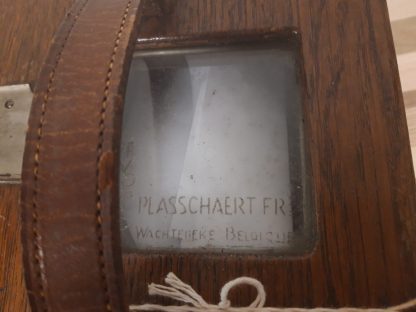 PLASSCHAERT FR
WACHTEBEKE BELGIQUE